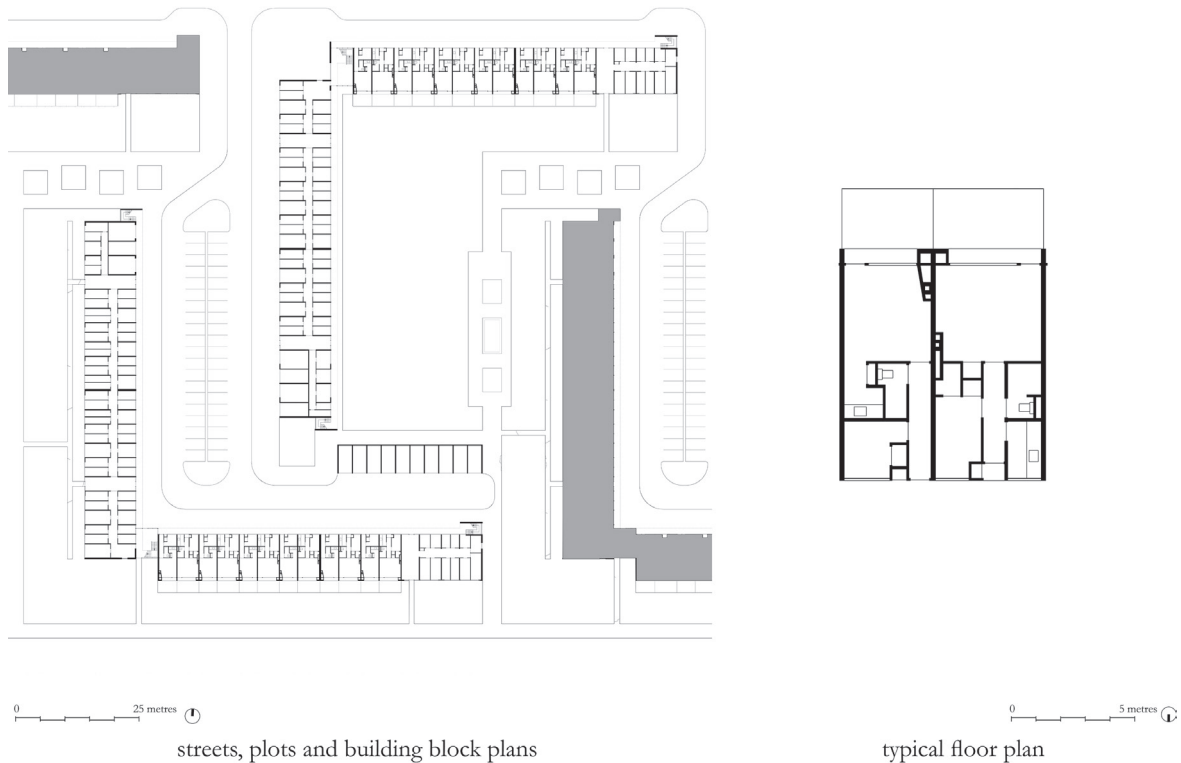 0 25 metres
streets, plots and building block plans
0 5 metres
typical floor plan